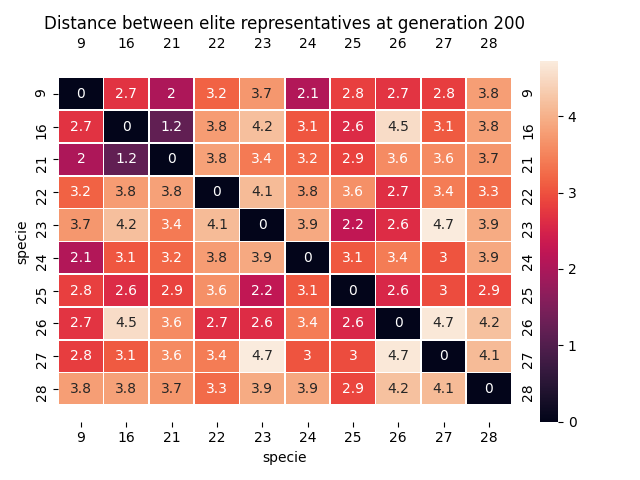 Distance between elite representatives at generation 200
9 16 21 22 23 24 25 26 27 28
9 0 2.7 2 3.2 3.7 2.1 2.8 2.7 2.8 3.8 9
16 2.7 0 1.2 3.8 4.2 3.1 2.6 4.5 3.1 3.8 16
21 2 1.2 0 3.8 3.4 3.2 2.9 3.6 3.6 3.7 21
22 3.2 3.8 3.8 0 4.1 3.8 3.6 2.7 3.4 3.3 22
23 3.7 4.2 3.4 4.1 0 3.9 2.2 2.6 4.7 3.9 23
24 2.1 3.1 3.2 3.8 3.9 0 3.1 3.4 3 3.9 24
25 2.8 2.6 2.9 3.6 2.2 3.1 0 2.6 3 2.9 25
26 2.7 4.5 3.6 2.7 2.6 3.4 2.6 0 4.7 4.2 26
27 2.8 3.1 3.6 3.4 4.7 3 3 4.7 0 4.1 27
28 3.8 3.8 3.7 3.3 3.9 3.9 2.9 4.2 4.1 0 28
9 16 21 22 23 24 25 26 27 28
specie
specie
4
3
2
1
0